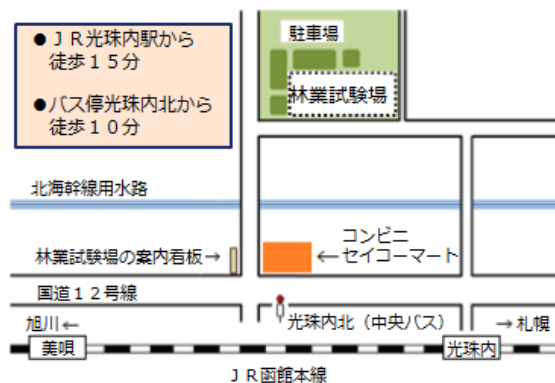 ●ＪＲ光珠内駅から
徒歩１５分
●バス停光珠内北から
徒歩１０分
駐車場
林業試験場
北海幹線用水路
林業試験場の案内看板→
←コンビニ
セイコーマート
国道１２号線
旭川←
光珠内北（中央バス）
→札幌
美唄
光珠内
ＪＲ函館本線